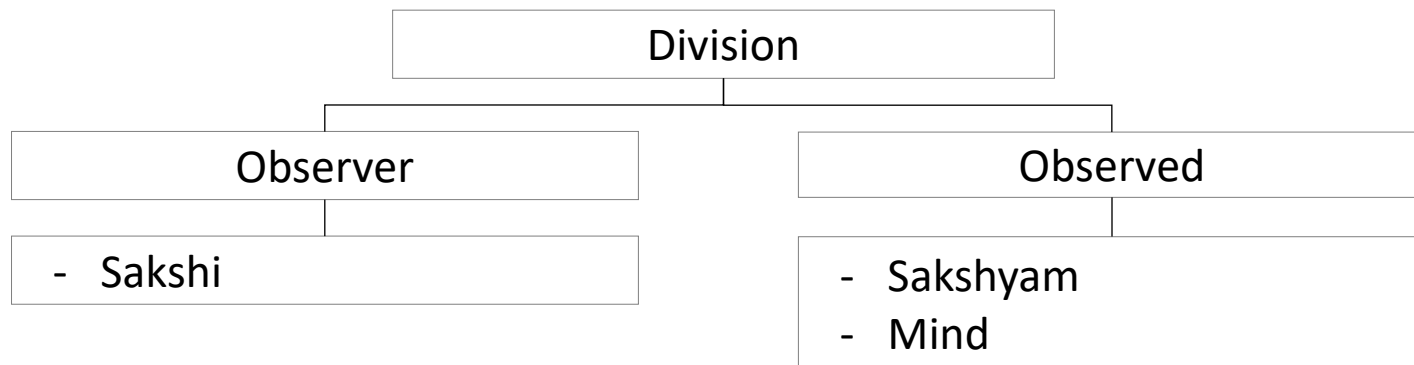 Division
Observer
Observed
- Sakshi
- Sakshyam
- Mind